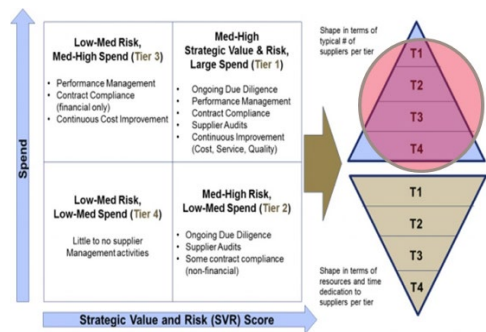 Spend
Low-Med Risk,
Med-High Spend (Tier 3)
• Performance Management
• Contract Compliance
(financial only)
• Continuous Cost Improvement
Med-High
Strategic Value & Risk,
Large Spend (Tier 1)
• Ongoing Due Diligence
• Performance Management
• Contract Compliance
• Supplier Audits
• Continuous Improvement
(Cost, Service, Quality)
Low-Med Risk,
Low-Med Spend (Tier 4)
Little to no supplier
Management activities
Med-High Risk,
Low-Med Spend (Tier 2)
• Ongoing Due Diligence
• Supplier Audits
• Some contract compliance
(non-financial)
Strategic Value and Risk (SVR) Score
Shape in terms of
typical # of
suppliers per tier
T1
T2
T3
T4
T1
T2
T3
T4
Shape in terms
of resources and time
dedication to
suppliers per tier